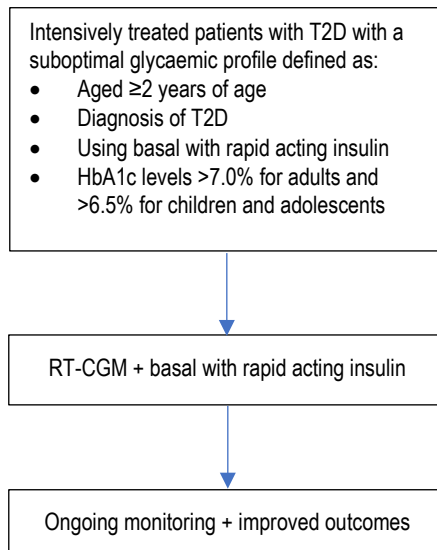 Intensively treated patients with T2D with a
suboptimal glycaemic profile defined as:
• Aged ≥2 years of age
• Diagnosis of T2D
• Using basal with rapid acting insulin
• HbA1c levels >7.0% for adults and
>6.5% for children and adolescents
RT-CGM + basal with rapid acting insulin
Ongoing monitoring + improved outcomes